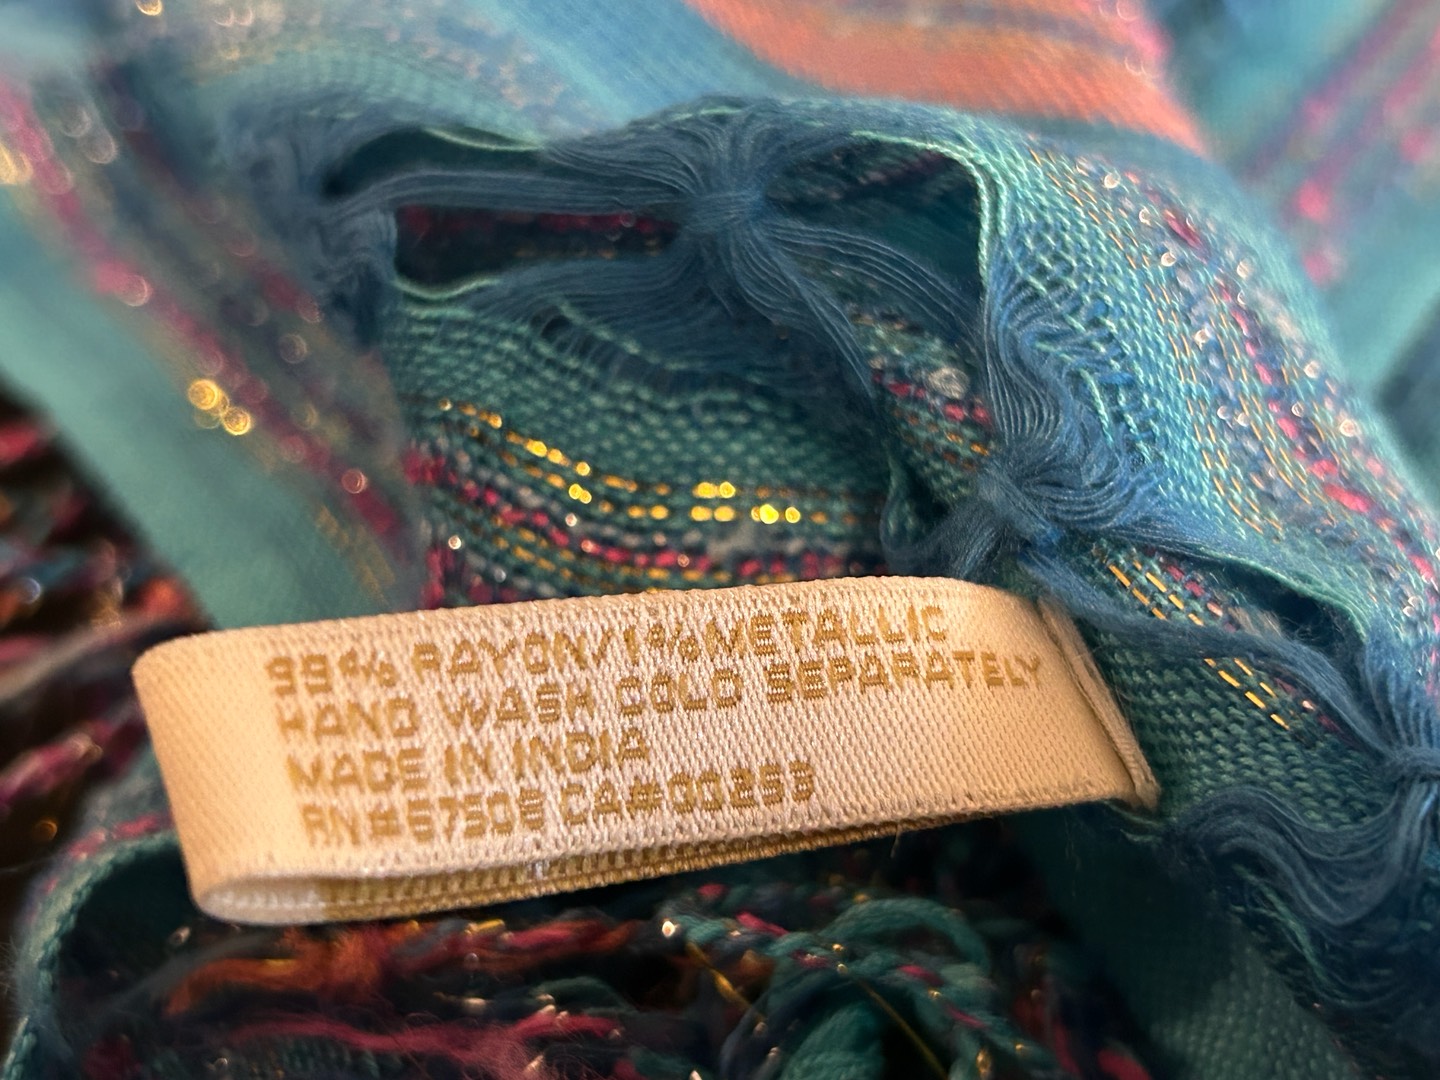 99% RAYON/1%METALLIC
HAND WASH COLD SEPARATELY
MADE IN INDIA
RN#57505 CA#00253